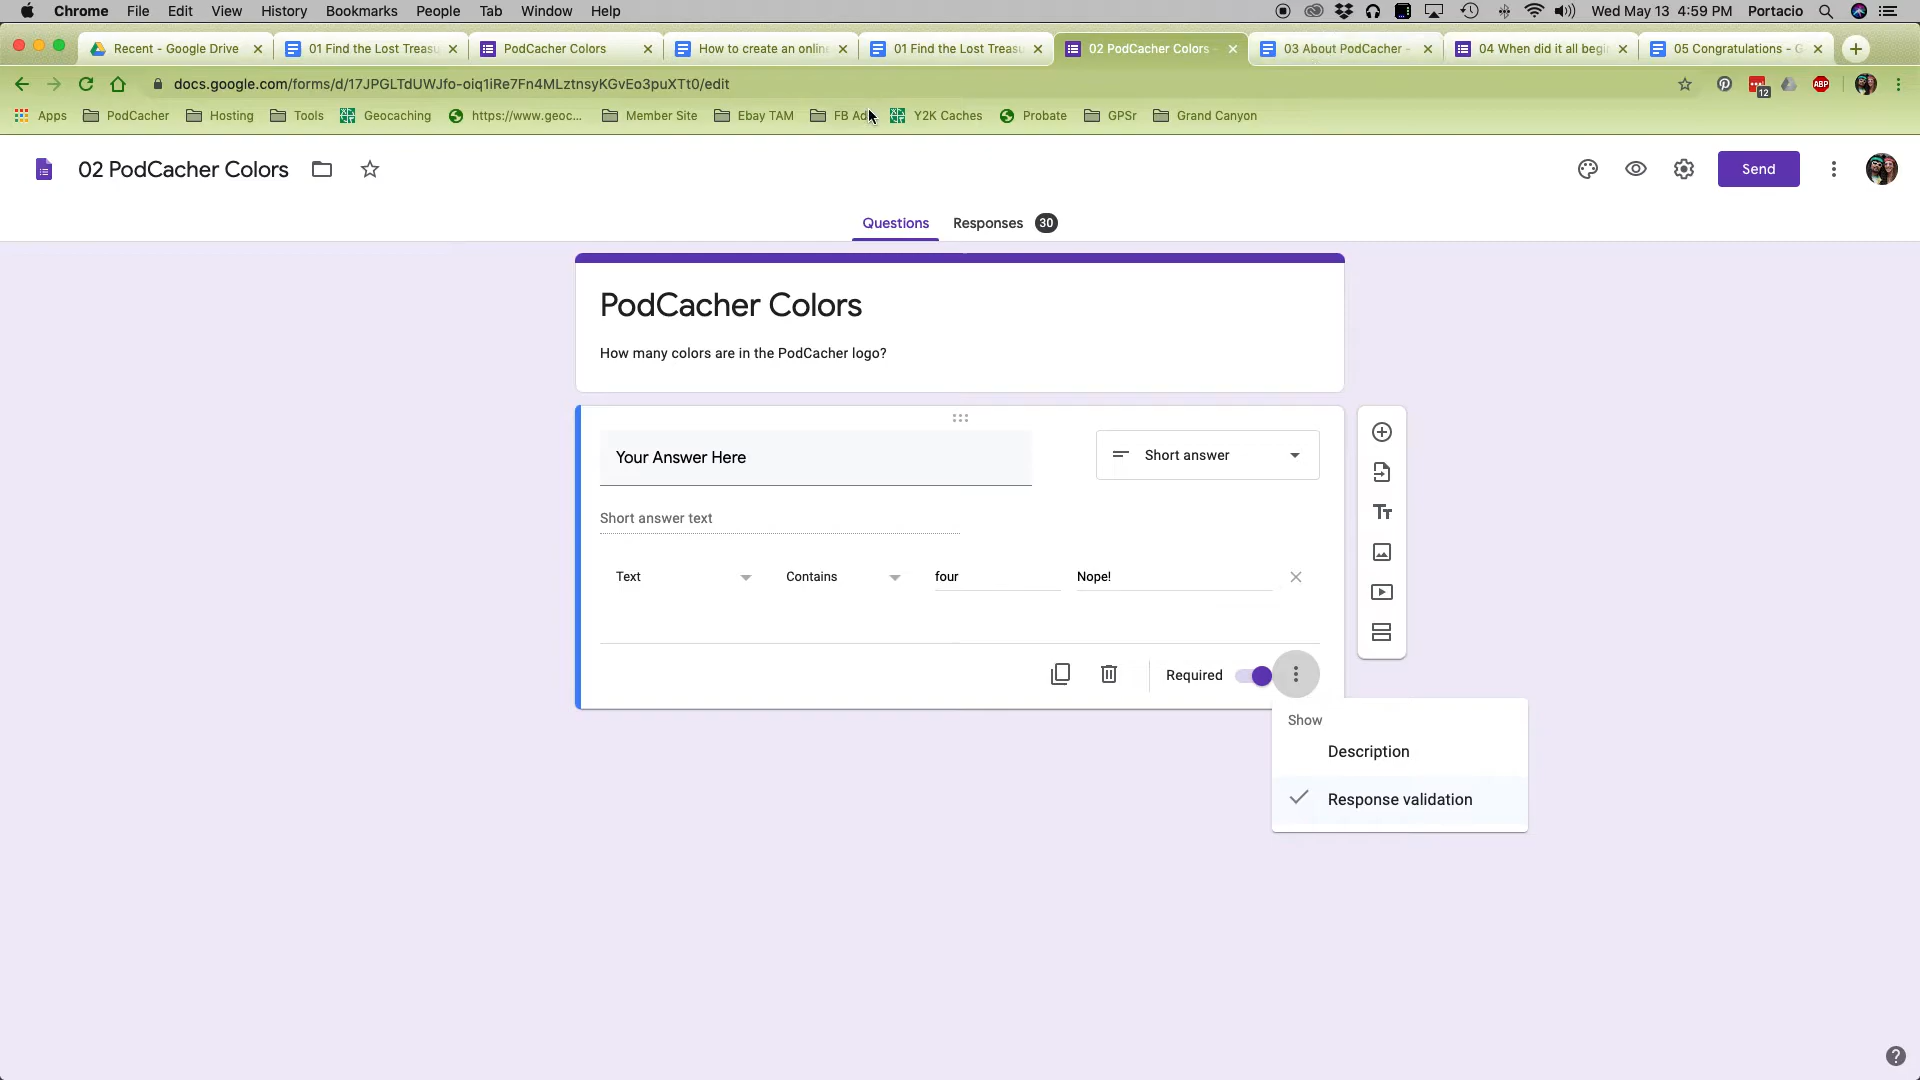 Chrome File Edit View History Bookmarks People Tab Window Help Wed May 13 4:59 PM Portacio
Recent - Google Drive 01 Find the Lost Treasu PodCacher Colors How to create an onlin 01 Find the Lost Treasu 02 PodCacher Colors - 03 About PodCacher - 04 When did it all begi 05 Congratulations - G
docs.google.com/forms/d/17JPGLTdUWJfo-oiq1iRe7Fn4MLztnsyKGvEo3puXTt0/edit 12 ABP
Apps PodCacher Hosting Tools Geocaching https://www.geoc... Member Site Ebay TAM FB Ad Y2K Caches Probate GPSr Grand Canyon
02 PodCacher Colors Send
Questions Responses 30
PodCacher Colors
How many colors are in the PodCacher logo?
Your Answer Here Short answer
Short answer text
Text Contains four Nope!
Required
Show
Description
Response validation